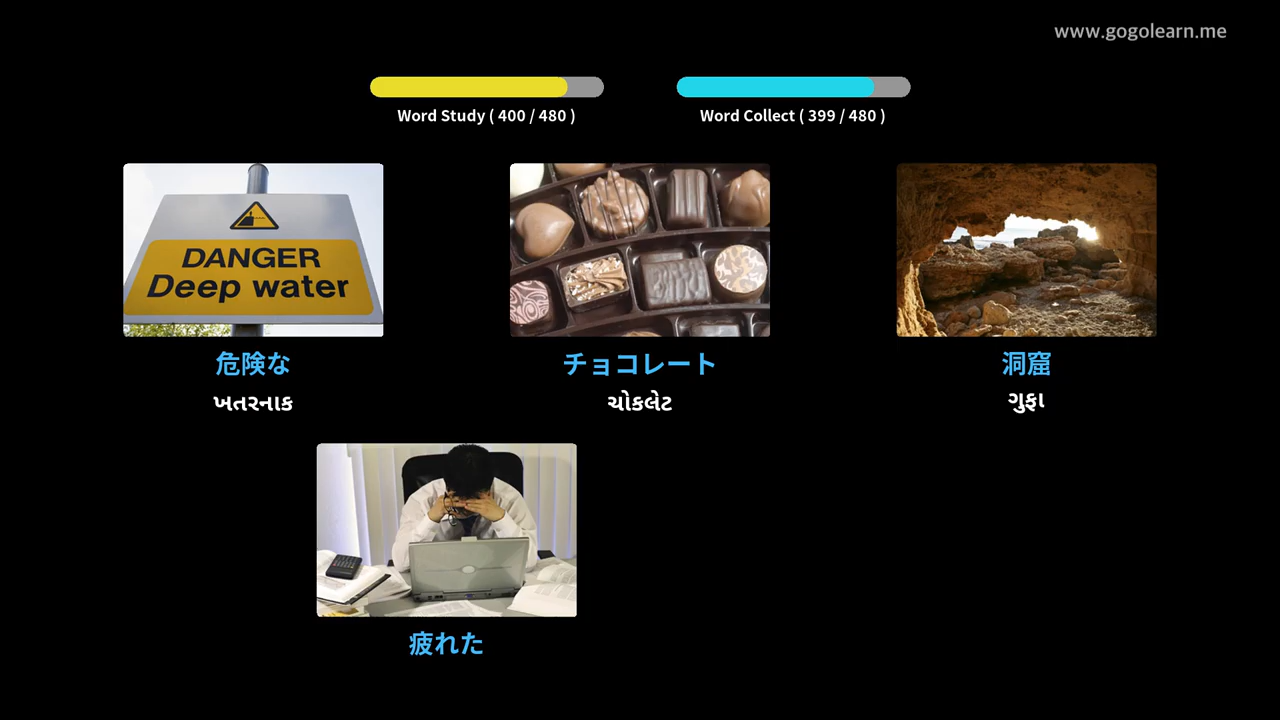 www.gogolearn.me
Word Study ( 400 / 480 )
Word Collect ( 399 / 480 )
DANGER
Deep water
危険な
チョコレート
洞窟
ખતરનાક
ચોકલેટ
ગુફા
疲れた